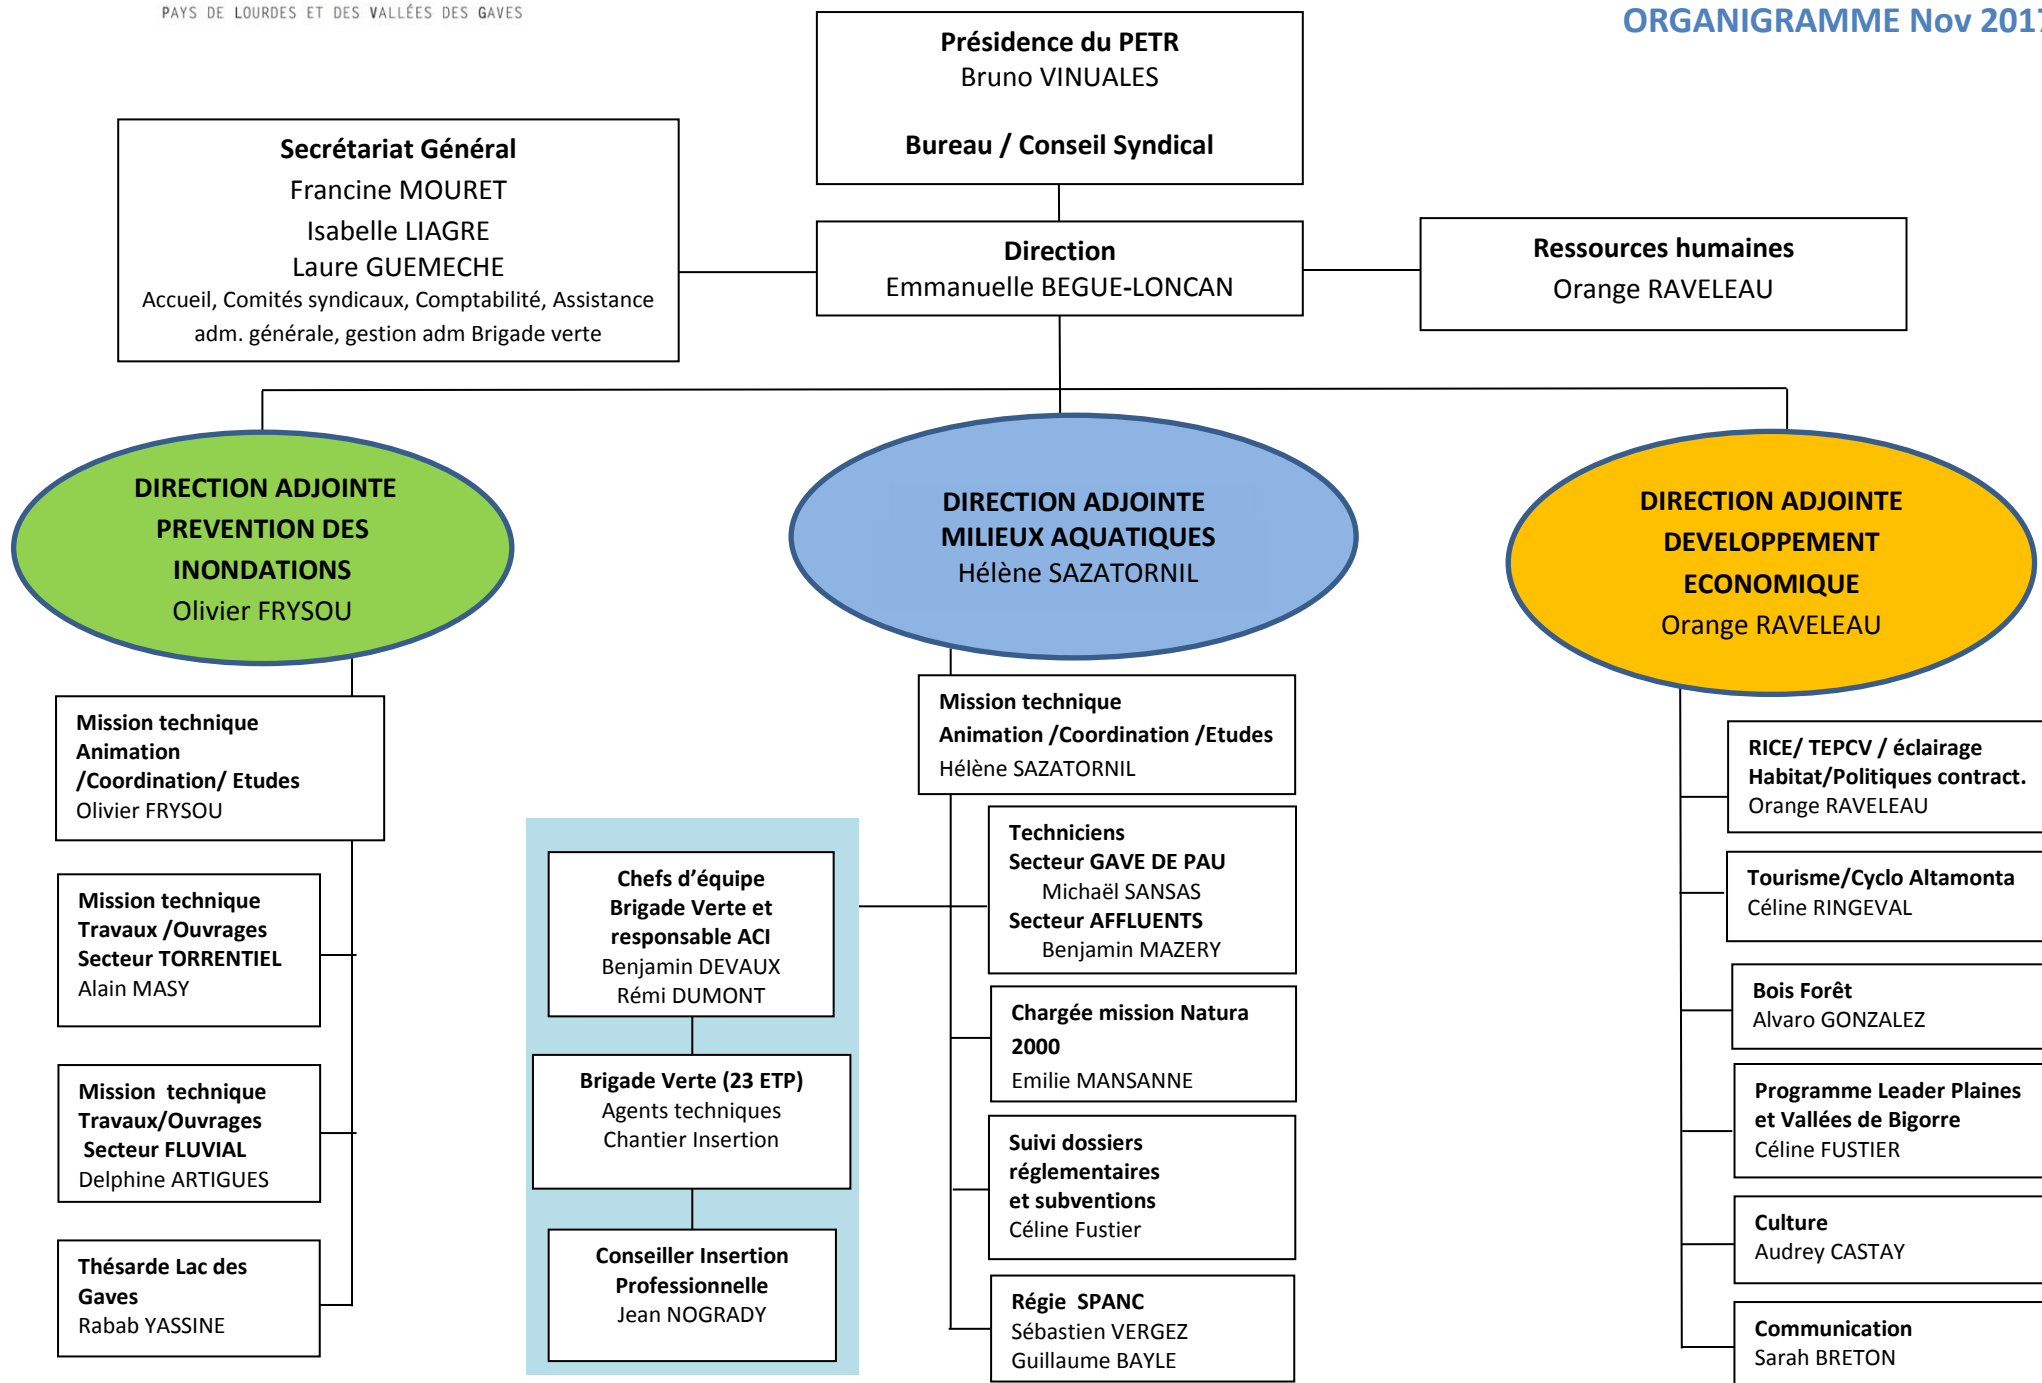 PAYS DE LOURDES ET DES VALLÉES DES GAVES
ORGANIGRAMME Nov 2017
Présidence du PETR
Bruno VINUALES
Bureau / Conseil Syndical
Secrétariat Général
Francine MOURET
Isabelle LIAGRE
Laure GUEMECHE
Accueil, Comités syndicaux, Comptabilité, Assistance
adm. générale, gestion adm Brigade verte
Direction
Emmanuelle BEGUE-LONCAN
Ressources humaines
Orange RAVELEAU
DIRECTION ADJOINTE
PREVENTION DES
INONDATIONS
Olivier FRYSOU
DIRECTION ADJOINTE
MILIEUX AQUATIQUES
Hélène SAZATORNIL
DIRECTION ADJOINTE
DEVELOPPEMENT
ECONOMIQUE
Orange RAVELEAU
Mission technique
Animation
/Coordination/ Etudes
Olivier FRYSOU
Mission technique
Travaux /Ouvrages
Secteur TORRENTIEL
Alain MASY
Mission  technique
Travaux/Ouvrages
Secteur FLUVIAL
Delphine ARTIGUES
Thésarde Lac des
Gaves
Rabab YASSINE
Chefs d’équipe
Brigade Verte et
responsable ACI
Benjamin DEVAUX
Rémi DUMONT
Brigade Verte (23 ETP)
Agents techniques
Chantier Insertion
Conseiller Insertion
Professionnelle
Jean NOGRADY
Mission technique
Animation /Coordination /Etudes
Hélène SAZATORNIL
Techniciens
Secteur GAVE DE PAU
Michaël SANSAS
Secteur AFFLUENTS
Benjamin MAZERY
Chargée mission Natura
2000
Emilie MANSANNE
Suivi dossiers
réglementaires
et subventions
Céline Fustier
Régie  SPANC
Sébastien VERGEZ
Guillaume BAYLE
RICE/ TEPCV / éclairage
Habitat/Politiques contract.
Orange RAVELEAU
Tourisme/Cyclo Altamonta
Céline RINGEVAL
Bois Forêt
Alvaro GONZALEZ
Programme Leader Plaines
et Vallées de Bigorre
Céline FUSTIER
Culture
Audrey CASTAY
Communication
Sarah BRETON